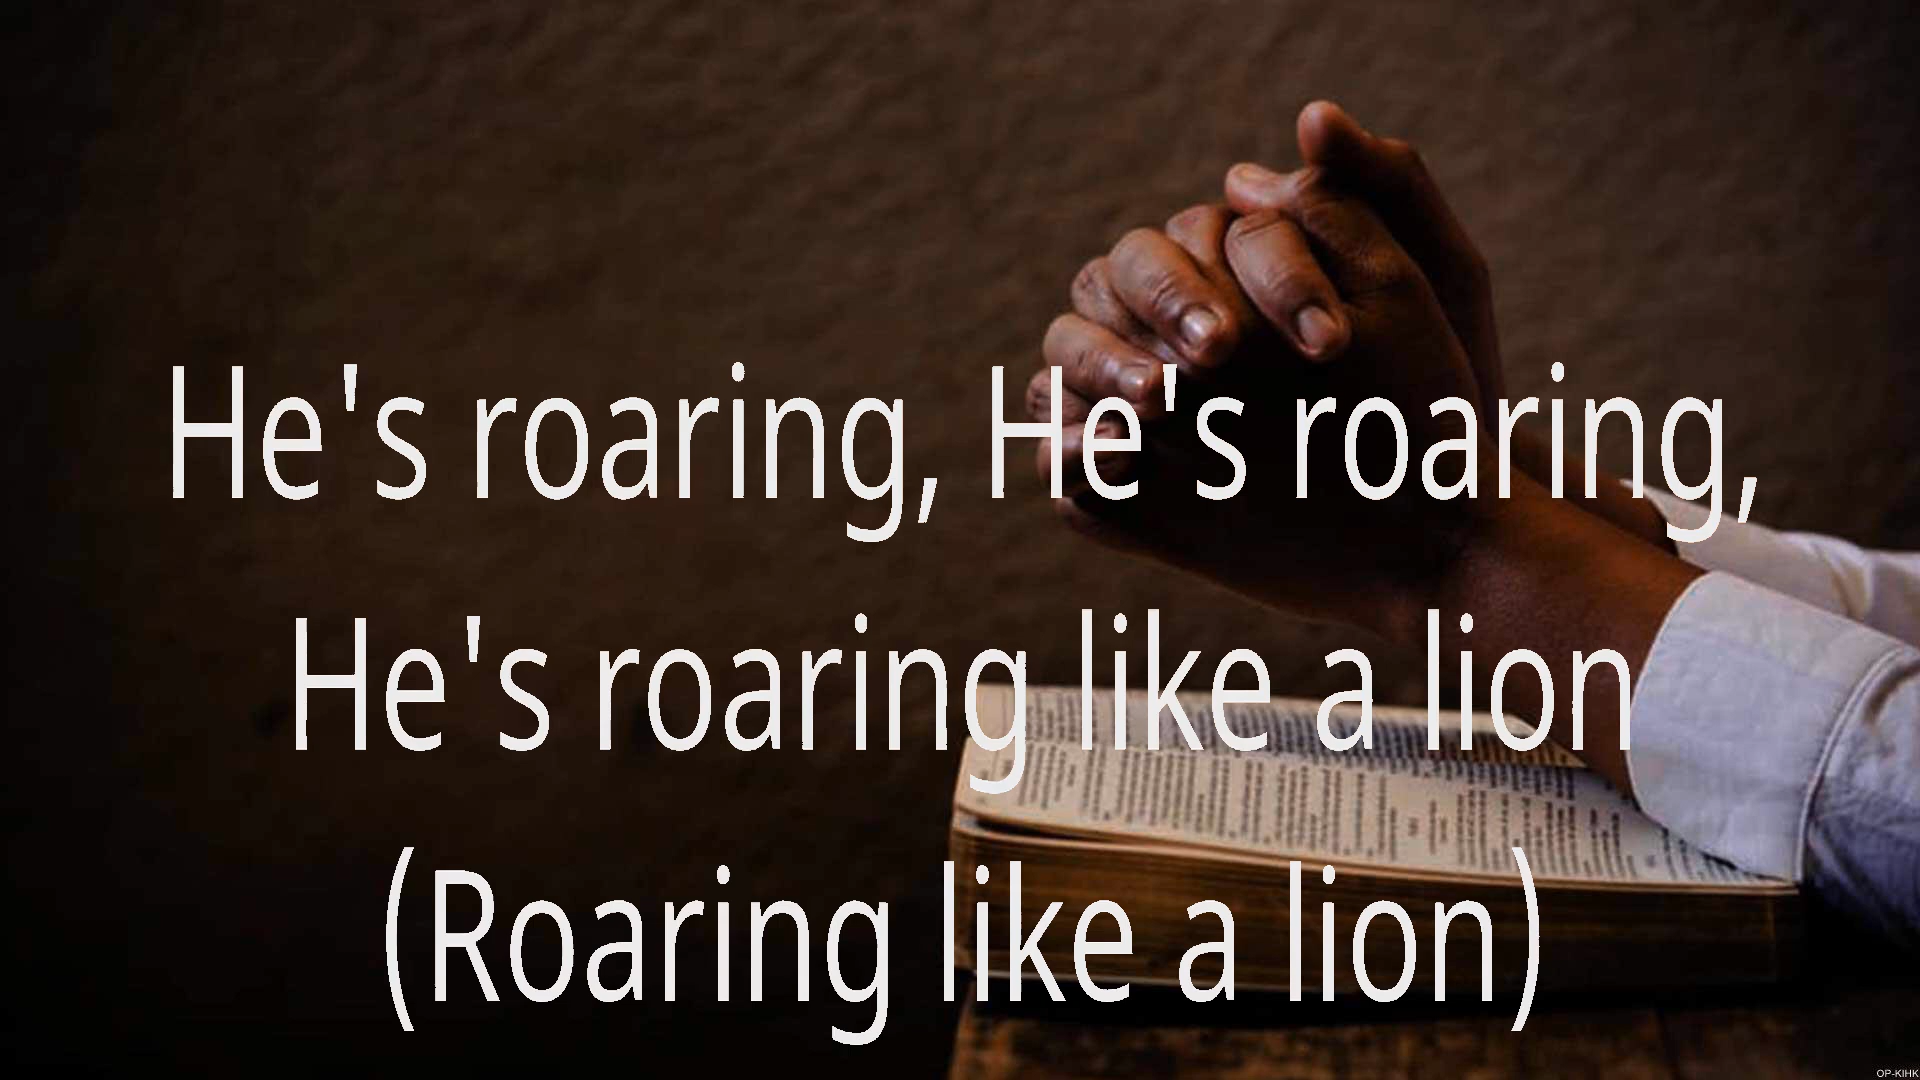 He's roaring, He's roaring,
He's roaring like a lion
(Roaring like a lion)
OP-KIHK